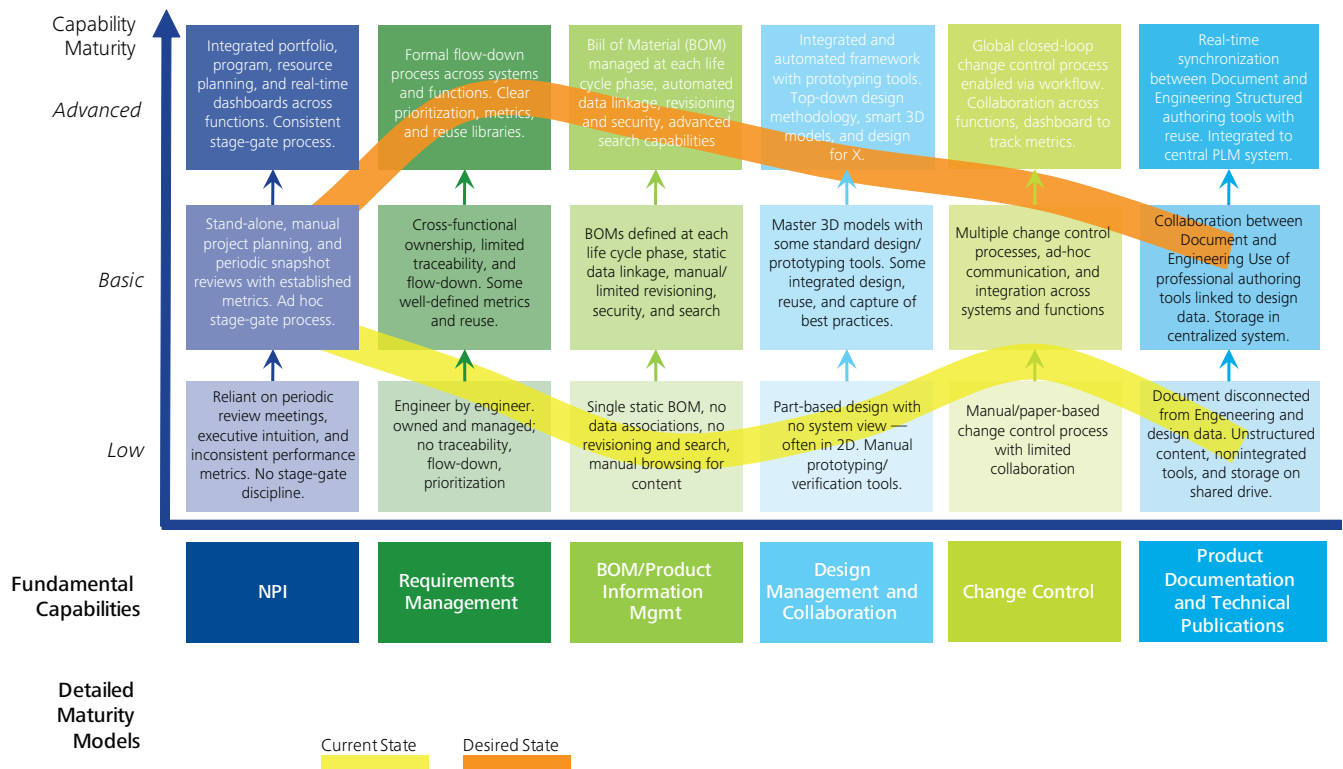 Capability
Maturity
Advanced
Integrated portfolio,
program, resource
planning, and real-time
dashboards across
functions. Consistent
stage-gate process.
Formal flow-down
process across systems
and functions. Clear
prioritization, metrics,
and reuse libraries.
Biil of Material (BOM)
managed at each life
cycle phase, automated
data linkage, revisioning
and security, advanced
search capabilities
Integrated and
automated framework
with prototyping tools.
Top-down design
methodology, smart 3D
models, and design
for X.
Global closed-loop
change control process
enabled via workflow.
Collaboration across
functions, dashboard to
track metrics.
Real-time
synchronization
between Document and
Engineering Structured
authoring tools with
reuse. Integrated to
central PLM system.
Basic
Stand-alone, manual
project planning, and
periodic snapshot
reviews with established
metrics. Ad hoc
stage-gate process.
Cross-functional
ownership, limited
traceability, and
flow-down. Some
well-defined metrics
and reuse.
BOMs defined at each
life cycle phase, static
data linkage, manual/
limited revisioning,
security, and search
Master 3D models with
some standard design/
prototyping tools. Some
integrated design,
reuse, and capture of
best practices.
Multiple change control
processes, ad-hoc
communication, and
integration across
systems and functions
Collaboration between
Document and
Engineering Use of
professional authoring
tools linked to design
data. Storage in
centralized system.
Low
Reliant on periodic
review meetings,
executive intuition, and
inconsistent performance
metrics. No stage-gate
discipline.
Engineer by engineer.
owned and managed;
no traceability,
flow-down,
prioritization
Single static BOM, no
data associations, no
revisioning and search,
manual browsing for
content
Part-based design with
no system view —
often in 2D. Manual
prototyping/
verification tools.
Manual/paper-based
change control process
with limited
collaboration
Document disconnected
from Engeneering and
design data. Unstructured
content, nonintegrated
tools, and storage on
shared drive.
Fundamental
Capabilities
NPI
Requirements
Management
BOM/Product
Information
Mgmt
Design
Management and
Collaboration
Change Control
Product
Documentation
and Technical
Publications
Detailed
Maturity
Models
Current State
Desired State